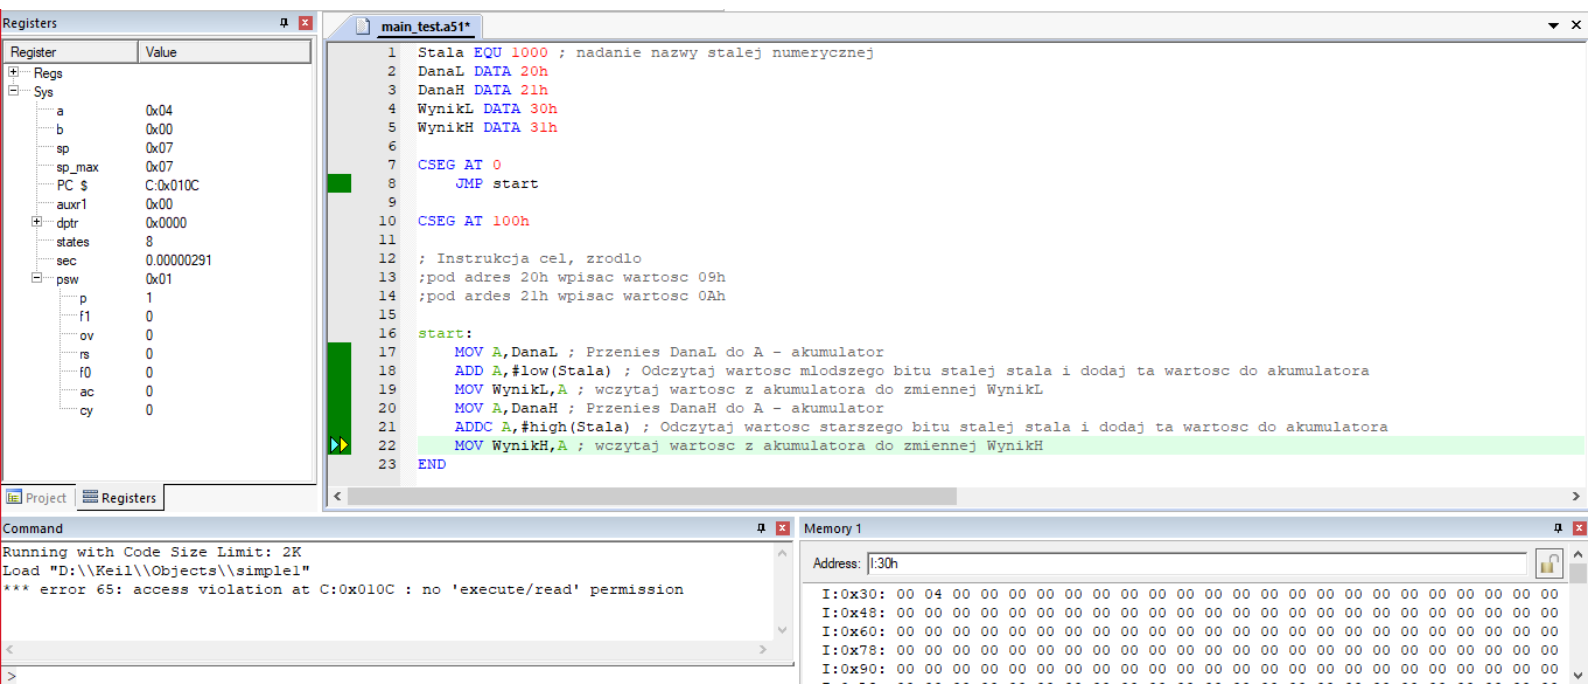 Registers
Register Value
Regs
Sys
a 0x04
b 0x00
sp 0x07
sp_max 0x07
PC $ C:0x010C
auxr1 0x00
dptr 0x0000
states 8
sec 0.00000291
psw 0x01
p 1
f1 0
ov 0
rs 0
f0 0
ac 0
cy 0
Project Registers
main_test.a51*
1 Stala EQU 1000 ; nadanie nazwy stalej numerycznej
2 DanaL DATA 20h
3 DanaH DATA 21h
4 WynikL DATA 30h
5 WynikH DATA 31h
6
7 CSEG AT 0
8 JMP start
9
10 CSEG AT 100h
11
12 ; Instrukcja cel, zrodlo
13 ;pod adres 20h wpisac wartosc 09h
14 ;pod ardes 21h wpisac wartosc 0Ah
15
16 start:
17 MOV A,DanaL ; Przenies DanaL do A - akumulator
18 ADD A,#low(Stala) ; Odczytaj wartosc mlodszego bitu stalej stala i dodaj ta wartosc do akumulatora
19 MOV WynikL,A ; wczytaj wartosc z akumulatora do zmiennej WynikL
20 MOV A,DanaH ; Przenies DanaH do A - akumulator
21 ADDC A,#high(Stala) ; Odczytaj wartosc starszego bitu stalej stala i dodaj ta wartosc do akumulatora
22 MOV WynikH,A ; wczytaj wartosc z akumulatora do zmiennej WynikH
23 END
Command
Running with Code Size Limit: 2K
Load "D:\\Keil\\Objects\\simple1"
*** error 65: access violation at C:0x010C : no 'execute/read' permission
>
Memory 1
Address: I:30h
I:0x30: 00 04 00 00 00 00 00 00 00 00 00 00 00 00 00 00 00 00 00 00 00 00 00 00
I:0x48: 00 00 00 00 00 00 00 00 00 00 00 00 00 00 00 00 00 00 00 00 00 00 00 00
I:0x60: 00 00 00 00 00 00 00 00 00 00 00 00 00 00 00 00 00 00 00 00 00 00 00 00
I:0x78: 00 00 00 00 00 00 00 00 00 00 00 00 00 00 00 00 00 00 00 00 00 00 00 00
I:0x90: 00 00 00 00 00 00 00 00 00 00 00 00 00 00 00 00 00 00 00 00 00 00 00 00